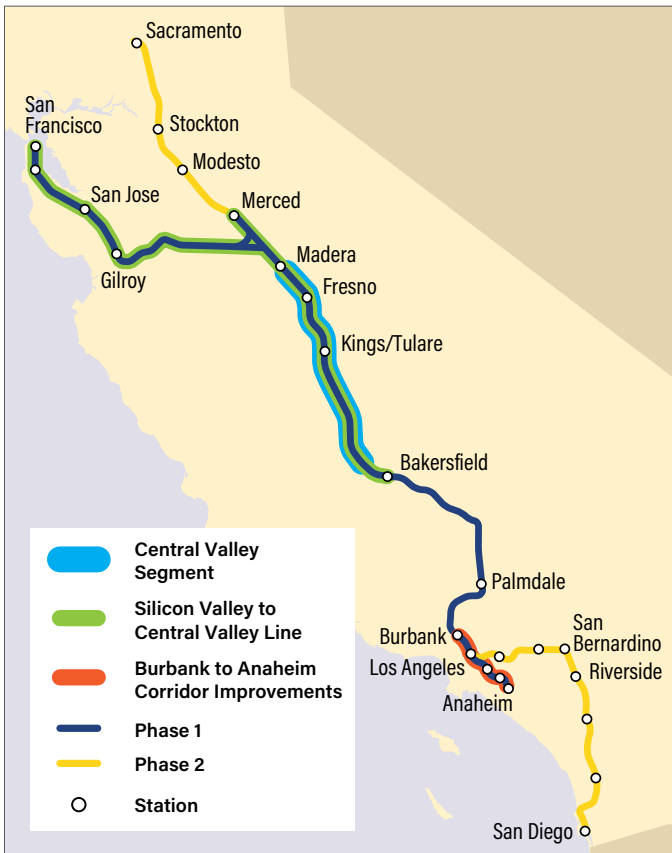 Sacramento
San
Francisco
Stockton
Modesto
San Jose
Merced
Gilroy
Madera
Fresno
Kings/Tulare
Bakersfield
Palmdale
Burbank
San
Bernardino
Los Angeles
Riverside
Anaheim
San Diego
Central Valley
Segment
Silicon Valley to
Central Valley Line
Burbank to Anaheim
Corridor Improvements
Phase 1
Phase 2
Station